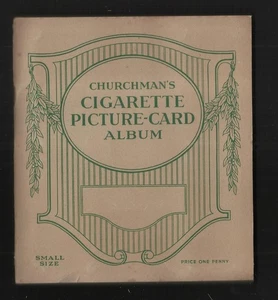 CHURCHMAN'S
CIGARETTE
PICTURE-CARD
ALBUM
SMALL
SIZE
PRICE ONE PENNY